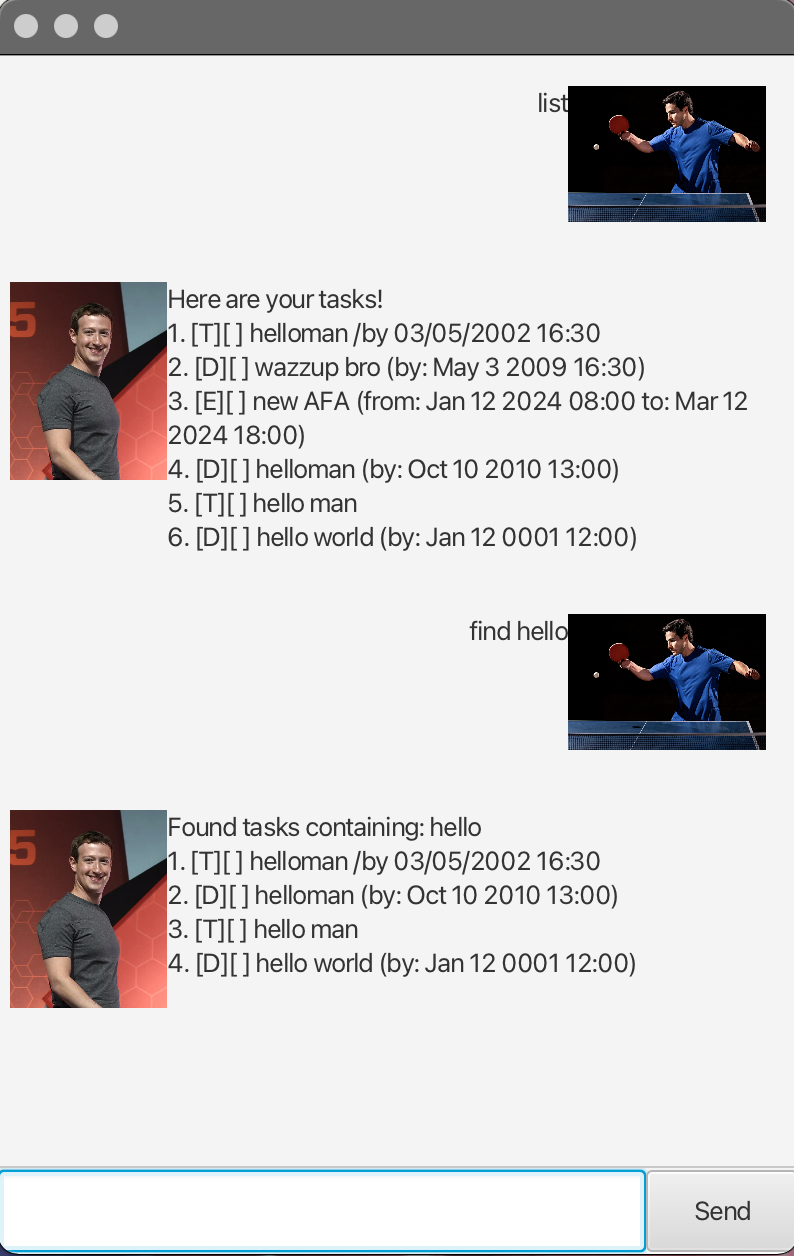 list
Here are your tasks!
1. [T][ ] helloman /by 03/05/2002 16:30
2. [D][ ] wazzup bro (by: May 3 2009 16:30)
3. [E][ ] new AFA (from: Jan 12 2024 08:00 to: Mar 12
2024 18:00)
4. [D][ ] helloman (by: Oct 10 2010 13:00)
5. [T][ ] hello man
6. [D][ ] hello world (by: Jan 12 0001 12:00)
5
find hello
Found tasks containing: hello
1. [T][ ] helloman /by 03/05/2002 16:30
2. [D][ ] helloman (by: Oct 10 2010 13:00)
3. [T][ ] hello man
4. [D][ ] hello world (by: Jan 12 0001 12:00)
5
Send